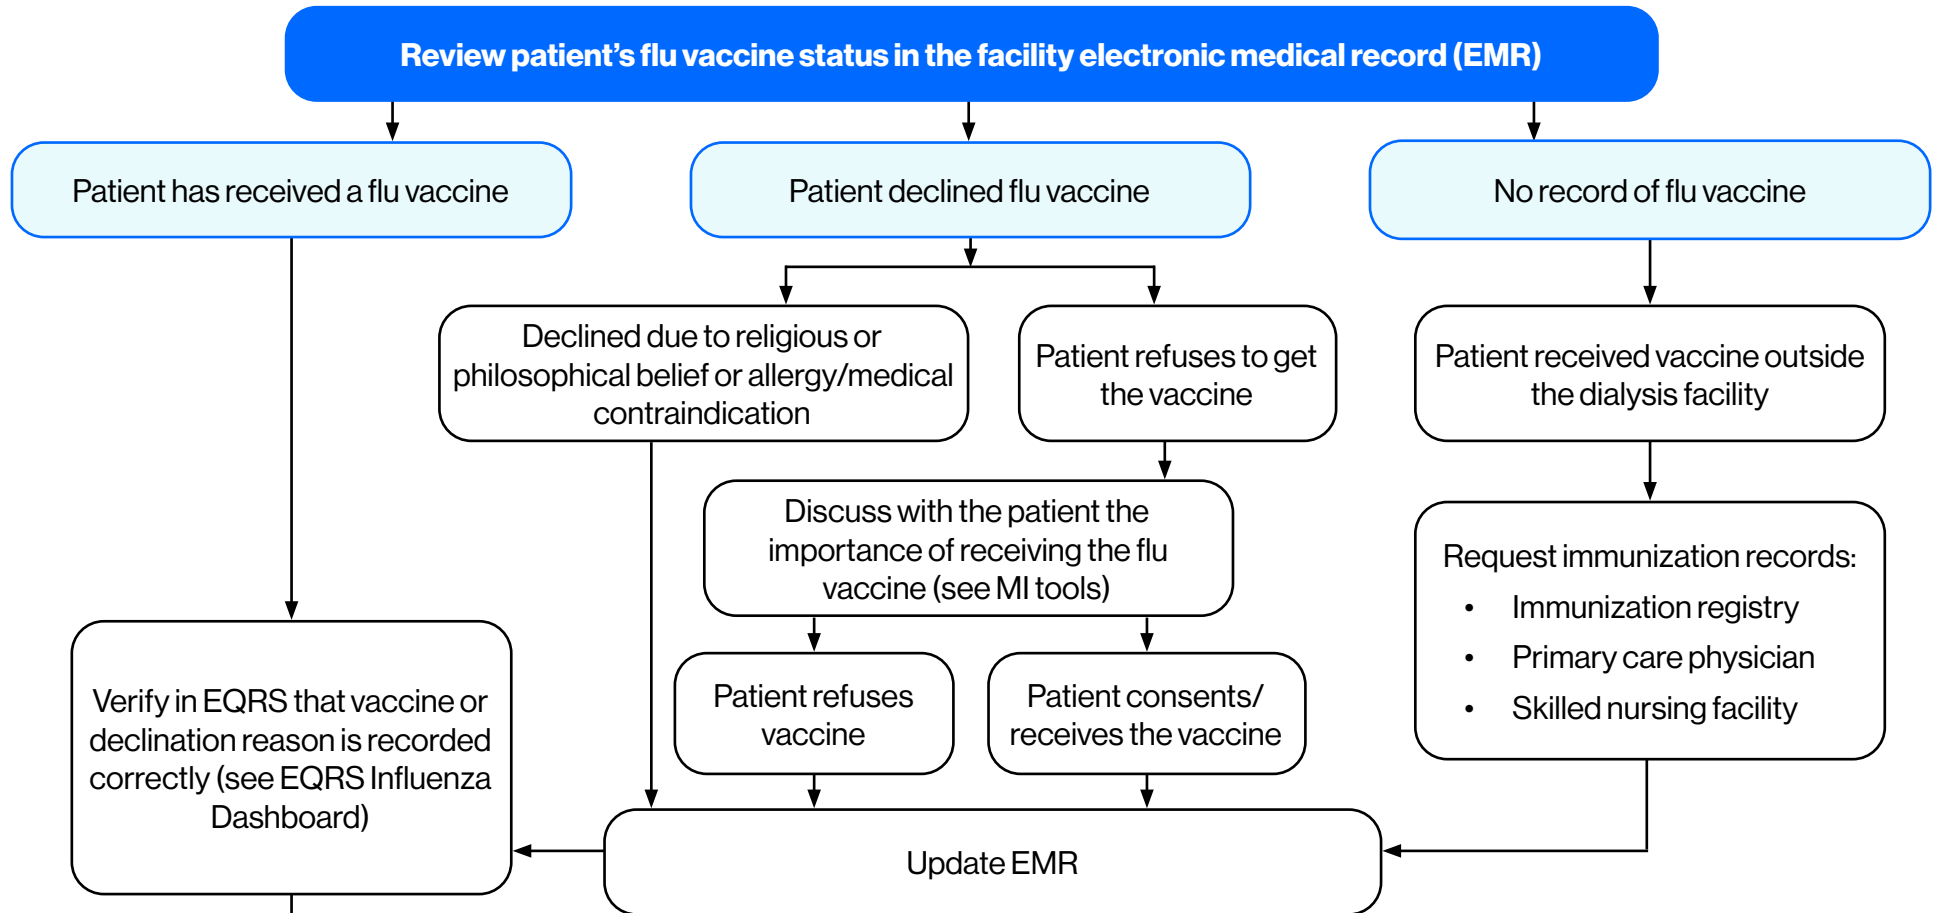 Review patient’s flu vaccine status in the facility electronic medical record (EMR)
Patient has received a flu vaccine
Patient declined flu vaccine
No record of flu vaccine
Declined due to religious or
philosophical belief or allergy/medical
contraindication
Patient refuses to get
the vaccine
Patient received vaccine outside
the dialysis facility
Discuss with the patient the
importance of receiving the flu
vaccine (see MI tools)
Request immunization records:
• Immunization registry
• Primary care physician
• Skilled nursing facility
Verify in EQRS that vaccine or
declination reason is recorded
correctly (see EQRS Influenza
Dashboard)
Patient refuses
vaccine
Patient consents/
receives the vaccine
Update EMR